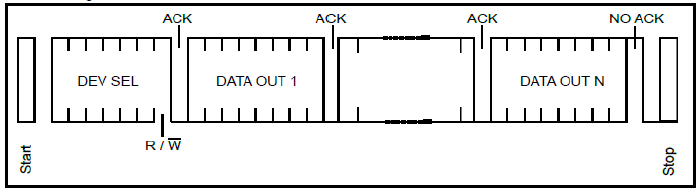 ACK ACK ACK NO ACK
DEV SEL DATA OUT 1 DATA OUT N
R / W̅
Start Stop